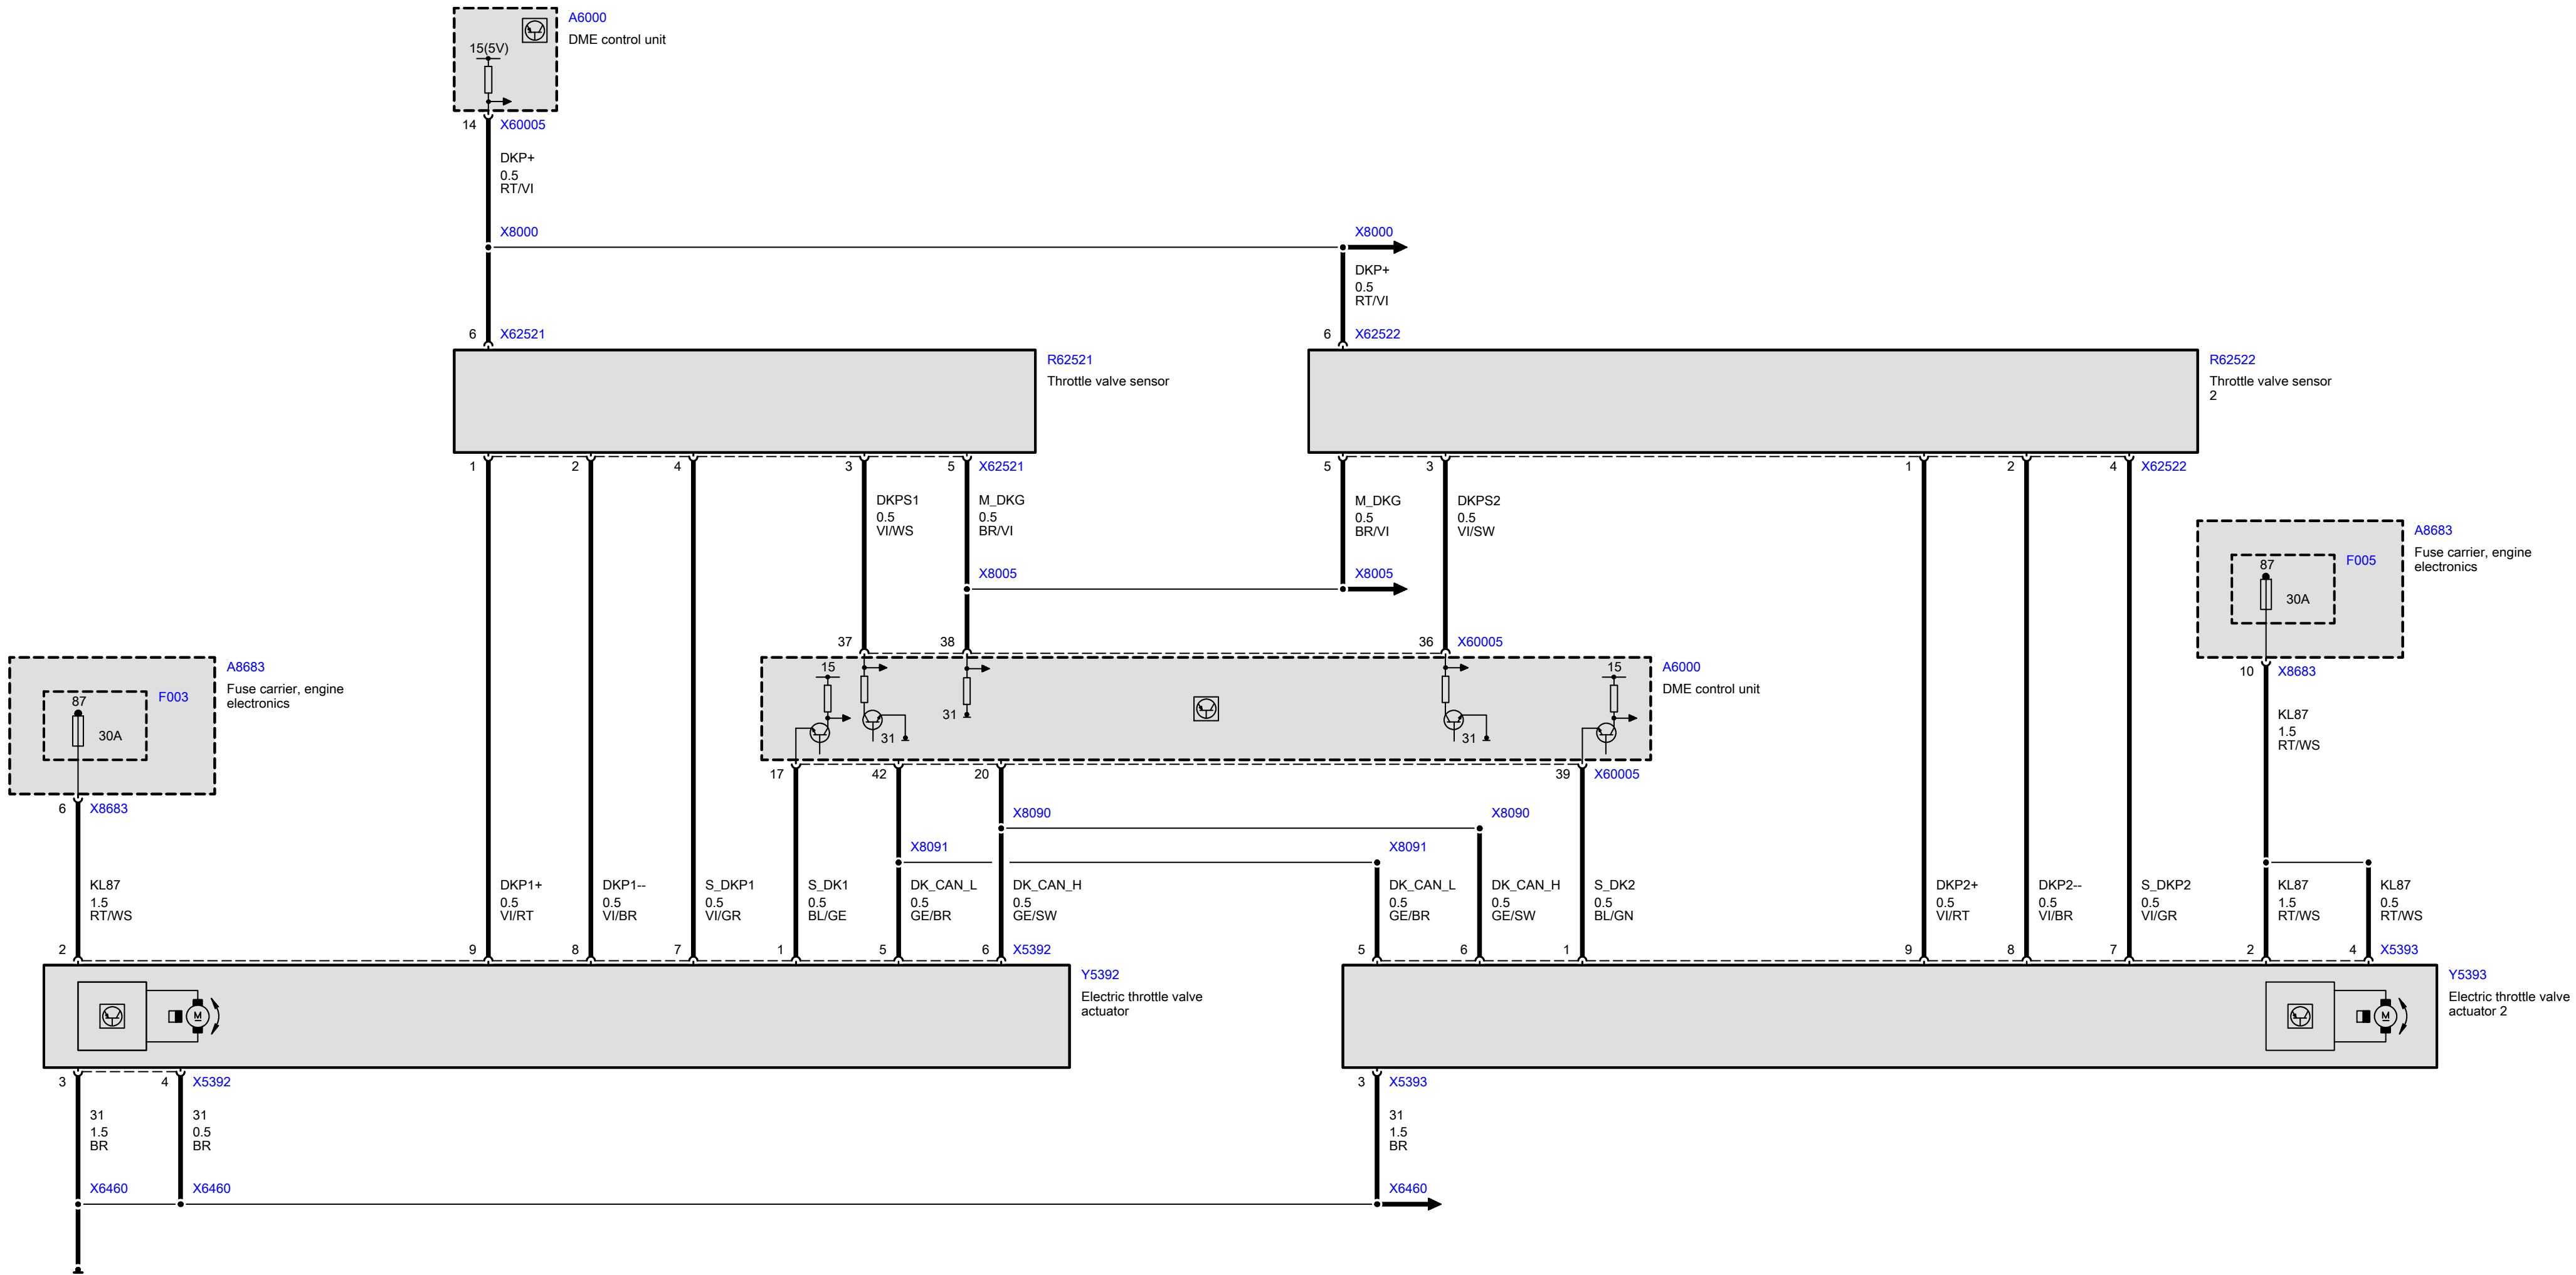 A6000
DME control unit
15(5V)
14 X60005
DKP+
0.5
RT/VI
X8000
X8000
DKP+
0.5
RT/VI
6 X62521
6 X62522
R62521
Throttle valve sensor
R62522
Throttle valve sensor
2
1 2 4 3 5 X62521
5 3 1 2 4 X62522
DKPS1
0.5
VI/WS
M_DKG
0.5
BR/VI
M_DKG
0.5
BR/VI
DKPS2
0.5
VI/SW
X8005
X8005
A8683
Fuse carrier, engine
electronics
F005
87
30A
10 X8683
KL87
1.5
RT/WS
37 38 36 X60005
A6000
DME control unit
15
31
31
31
15
17 42 20 39 X60005
A8683
Fuse carrier, engine
electronics
F003
87
30A
6 X8683
X8090
X8090
X8091
X8091
KL87
1.5
RT/WS
DKP1+
0.5
VI/RT
DKP1--
0.5
VI/BR
S_DKP1
0.5
VI/GR
S_DK1
0.5
BL/GE
DK_CAN_L
0.5
GE/BR
DK_CAN_H
0.5
GE/SW
DK_CAN_L
0.5
GE/BR
DK_CAN_H
0.5
GE/SW
S_DK2
0.5
BL/GN
DKP2+
0.5
VI/RT
DKP2--
0.5
VI/BR
S_DKP2
0.5
VI/GR
KL87
1.5
RT/WS
KL87
0.5
RT/WS
2 9 8 7 1 5 6 X5392
5 6 1 9 8 7 2 4 X5393
Y5392
Electric throttle valve
actuator
M
Y5393
Electric throttle valve
actuator 2
M
3 4 X5392
3 X5393
31
1.5
BR
31
0.5
BR
31
1.5
BR
X6460
X6460
X6460